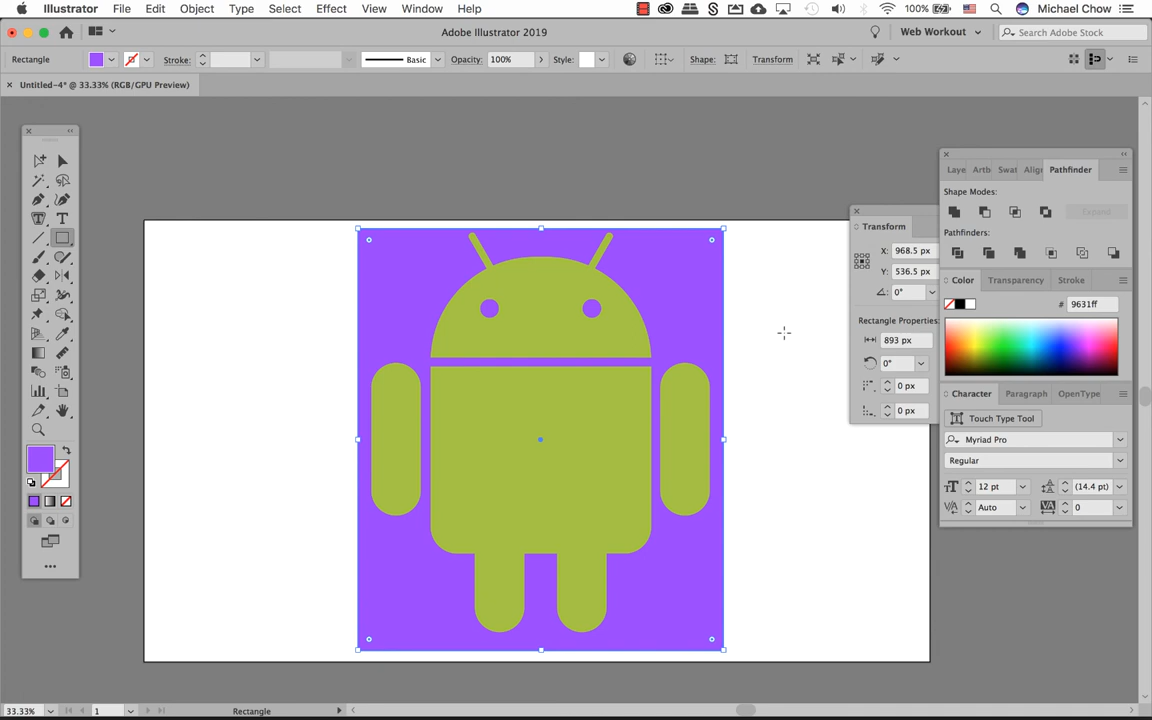 Illustrator File Edit Object Type Select Effect View Window Help 100% Michael Chow
Adobe Illustrator 2019 Web Workout Search Adobe Stock
Rectangle Stroke: Basic Opacity: 100% Style: Shape: Transform
Untitled-4* @ 33.33% (RGB/GPU Preview)
Laye Artb Swat Alig Pathfinder
Shape Modes:
Expand
Pathfinders:
Transform
X: 968.5 px
Y: 536.5 px
0°
Rectangle Properties:
893 px
0°
0 px
0 px
Color Transparency Stroke
# 9631ff
Character Paragraph OpenType
Touch Type Tool
Myriad Pro
Regular
12 pt (14.4 pt)
Auto 0
33.33% 1 Rectangle